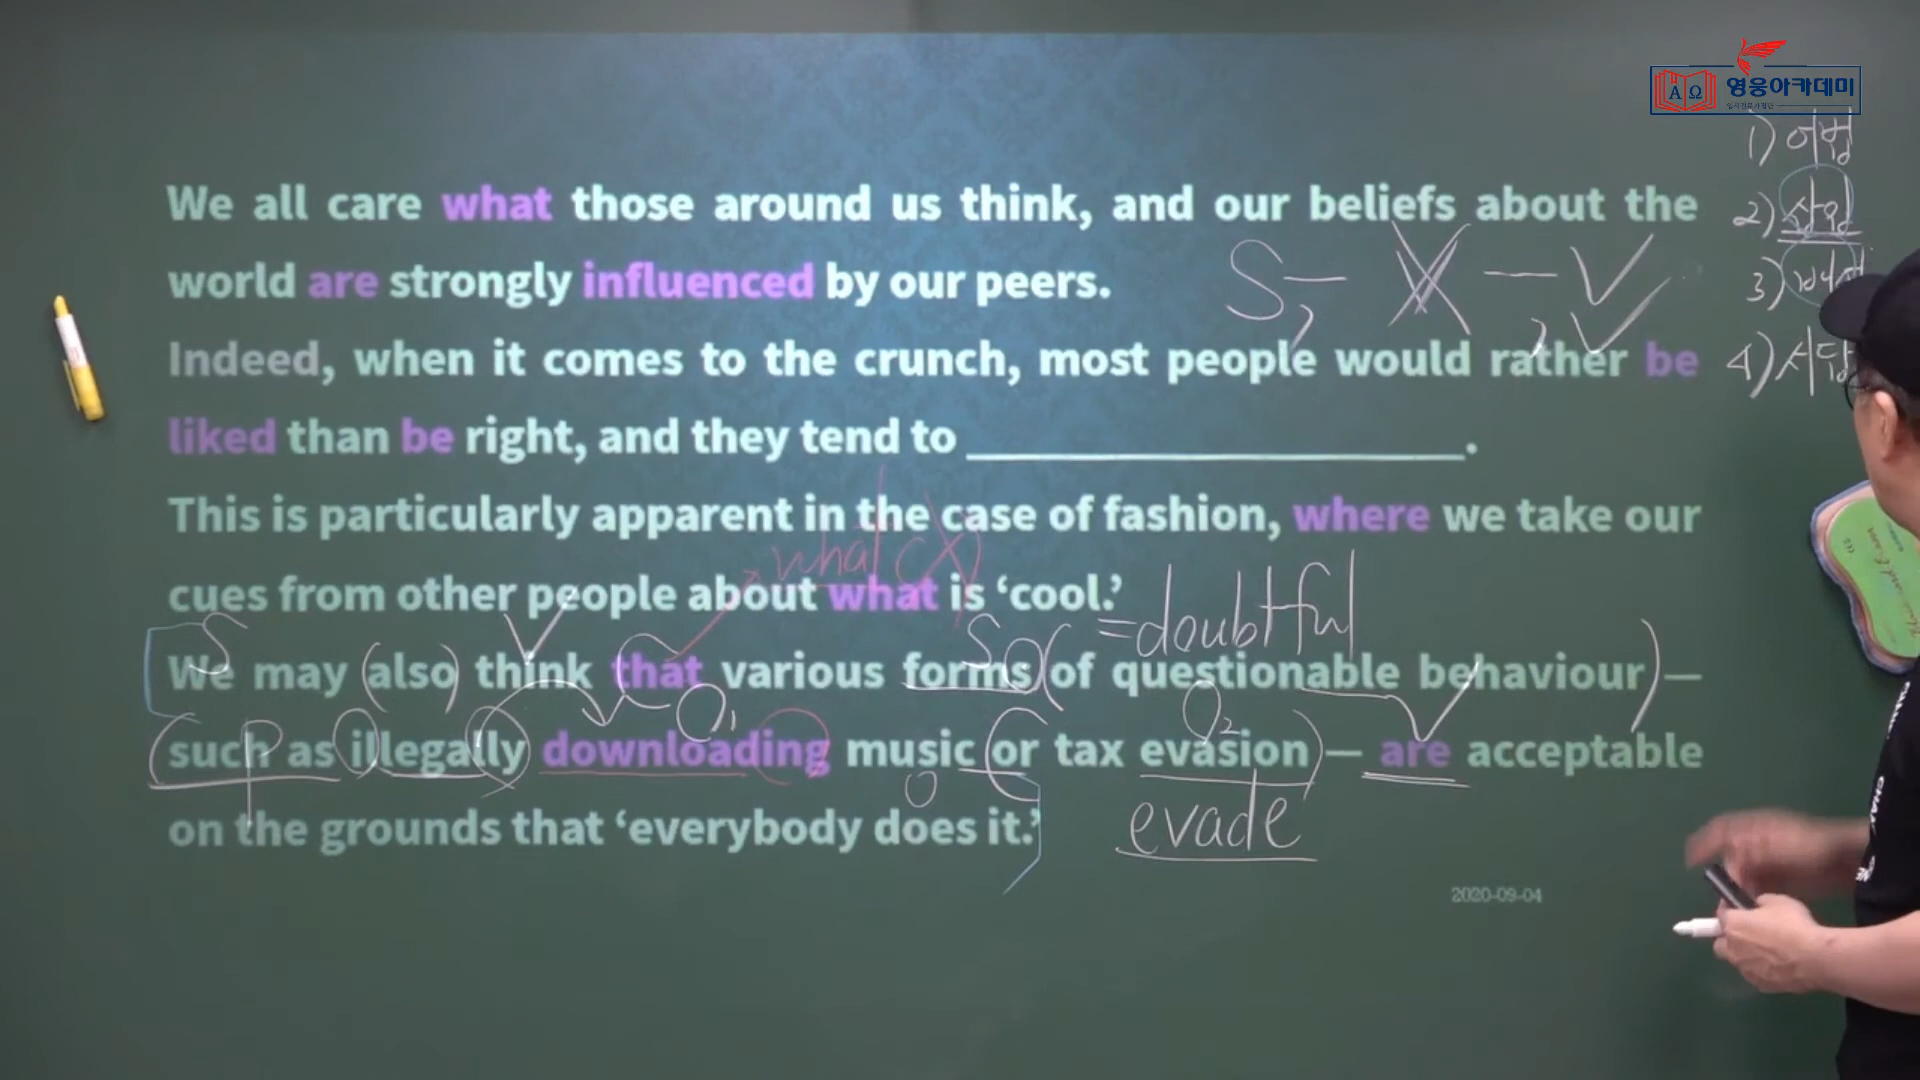 영웅아카데미
1) 어법
2) 삽입
3)
4)
We all care what those around us think, and our beliefs about the
world are strongly influenced by our peers.
S – X – V
, , V
Indeed, when it comes to the crunch, most people would rather be
liked than be right, and they tend to ____________________.
This is particularly apparent in the case of fashion, where we take our
what (X)
cues from other people about what is ‘cool.’
= doubtful
S V S
We may (also) think that various forms (of questionable behaviour) —
O1 O2 V
(such as illegally downloading music (or tax evasion) — are acceptable
P O
on the grounds that ‘everybody does it.’
evade
2020-09-04